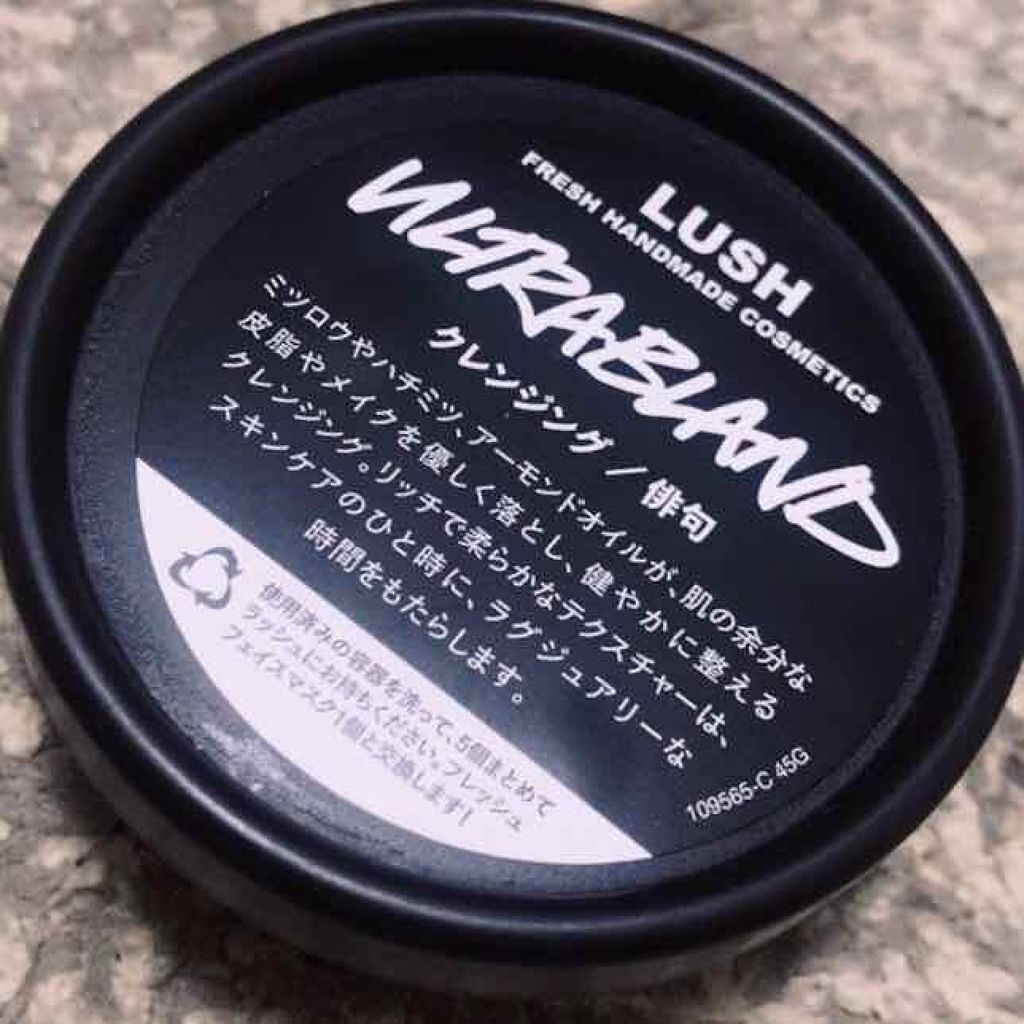 LUSH
FRESH HANDMADE COSMETICS
ULTRABLAND
クレンジング / 俳句
ミツロウやハチミツ、アーモンドオイルが、肌の余分な
皮脂やメイクを優しく落とし、健やかに整える
クレンジング。リッチで柔らかなテクスチャーは、
スキンケアのひと時に、ラグジュアリーな
時間をもたらします。
109565-C 45G
使用済みの容器を洗って、5個まとめて
ラッシュにお持ちください。フレッシュ
フェイスマスク1個と交換します!